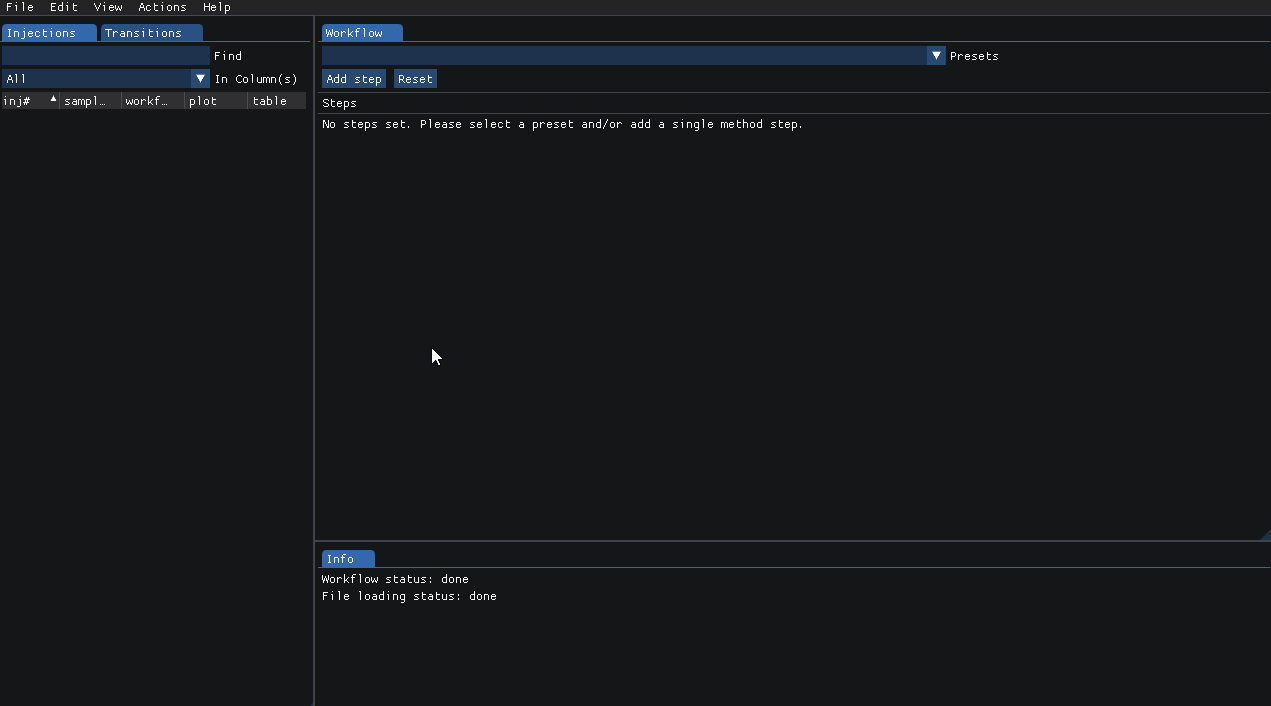 File Edit View Actions Help
Injections Transitions
Find
All In Column(s)
inj# sampl… workf… plot table
Workflow
Presets
Add step Reset
Steps
No steps set. Please select a preset and/or add a single method step.
Info
Workflow status: done
File loading status: done